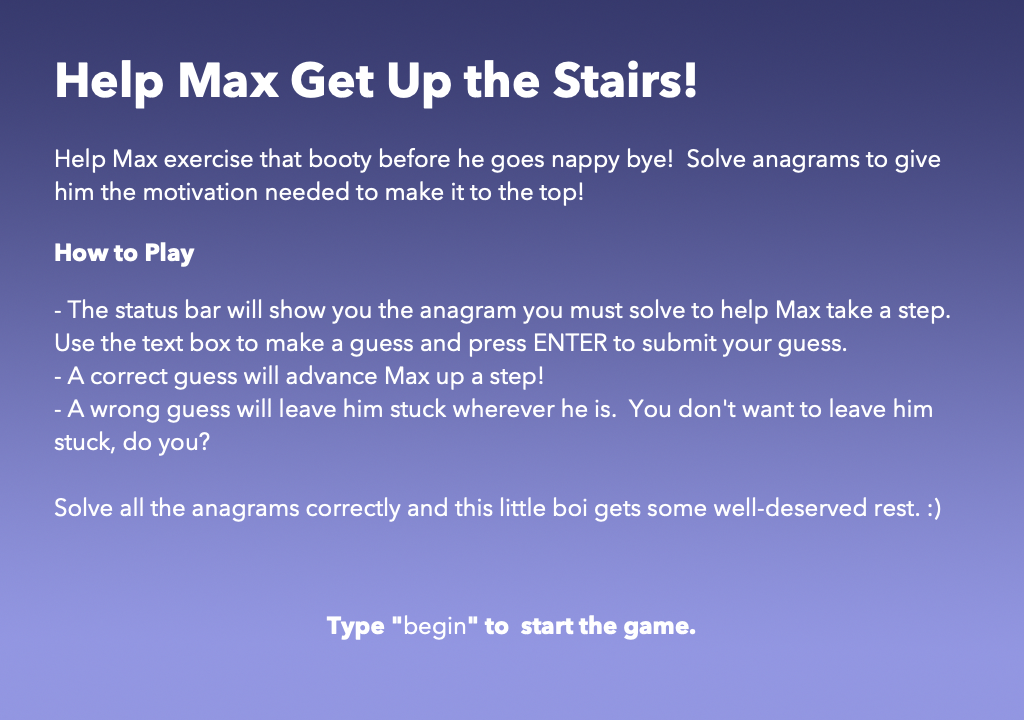 Help Max Get Up the Stairs!
Help Max exercise that booty before he goes nappy bye!  Solve anagrams to give
him the motivation needed to make it to the top!
How to Play
- The status bar will show you the anagram you must solve to help Max take a step.
Use the text box to make a guess and press ENTER to submit your guess.
- A correct guess will advance Max up a step!
- A wrong guess will leave him stuck wherever he is.  You don't want to leave him
stuck, do you?
Solve all the anagrams correctly and this little boi gets some well-deserved rest. :)
Type "begin" to  start the game.